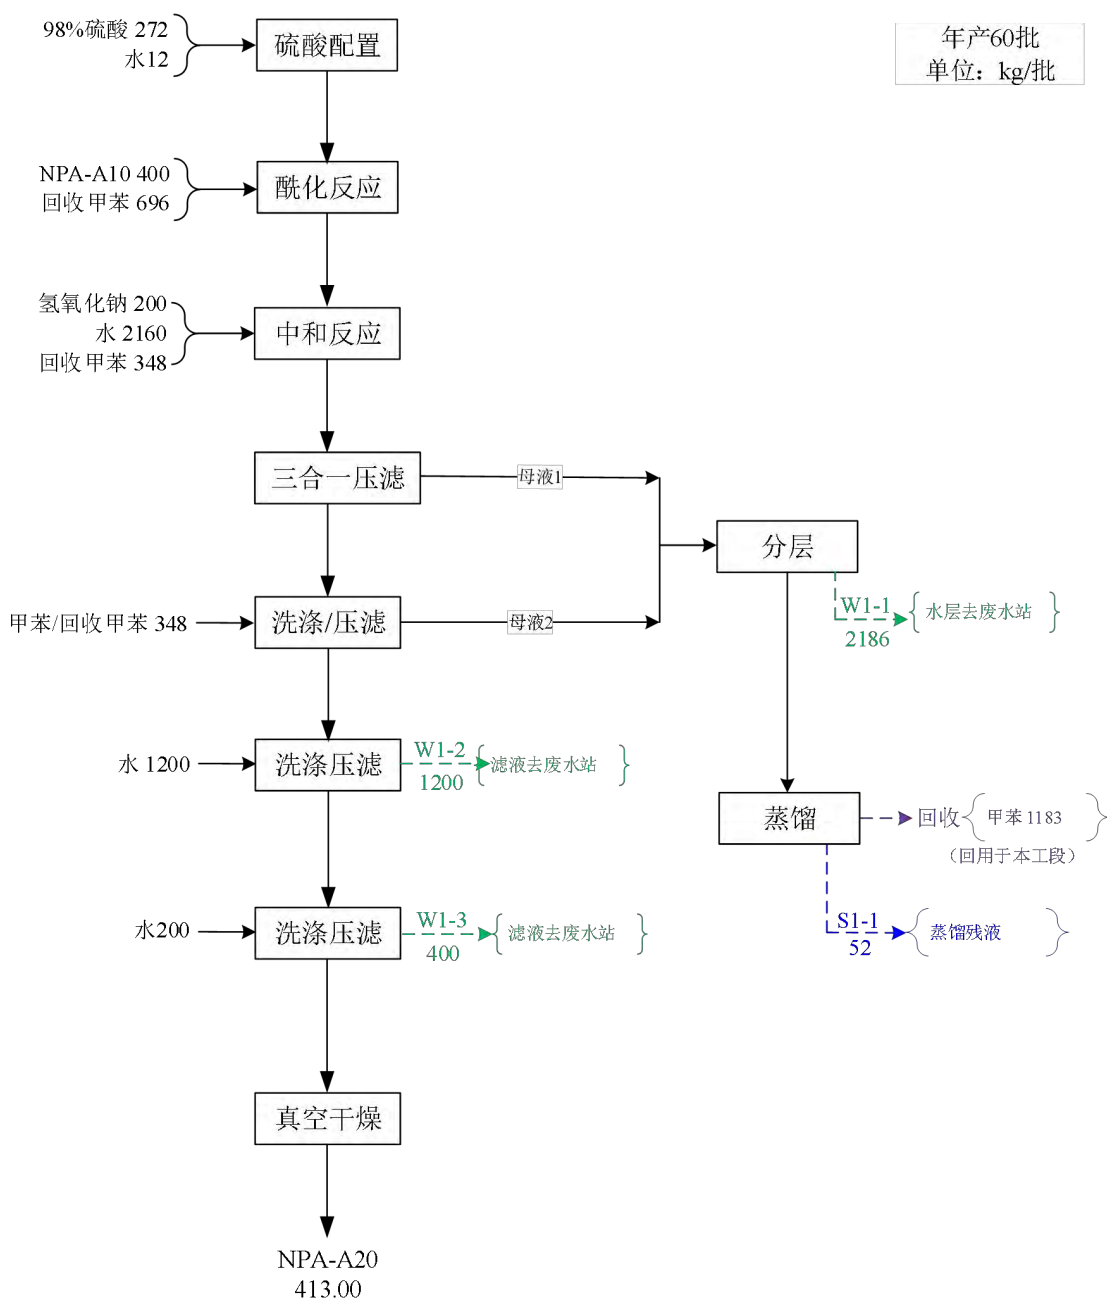 98%硫酸 272
水12
硫酸配置
年产60批
单位：kg/批
NPA-A10 400
回收甲苯 696
酰化反应
氢氧化钠 200
水 2160
回收甲苯 348
中和反应
三合一压滤
母液1
分层
甲苯/回收甲苯 348
洗涤/压滤
母液2
W1-1
2186
水层去废水站
水 1200
洗涤压滤
W1-2
1200
滤液去废水站
蒸馏
回收
甲苯 1183
（回用于本工段）
水200
洗涤压滤
W1-3
400
滤液去废水站
S1-1
52
蒸馏残液
真空干燥
NPA-A20
413.00